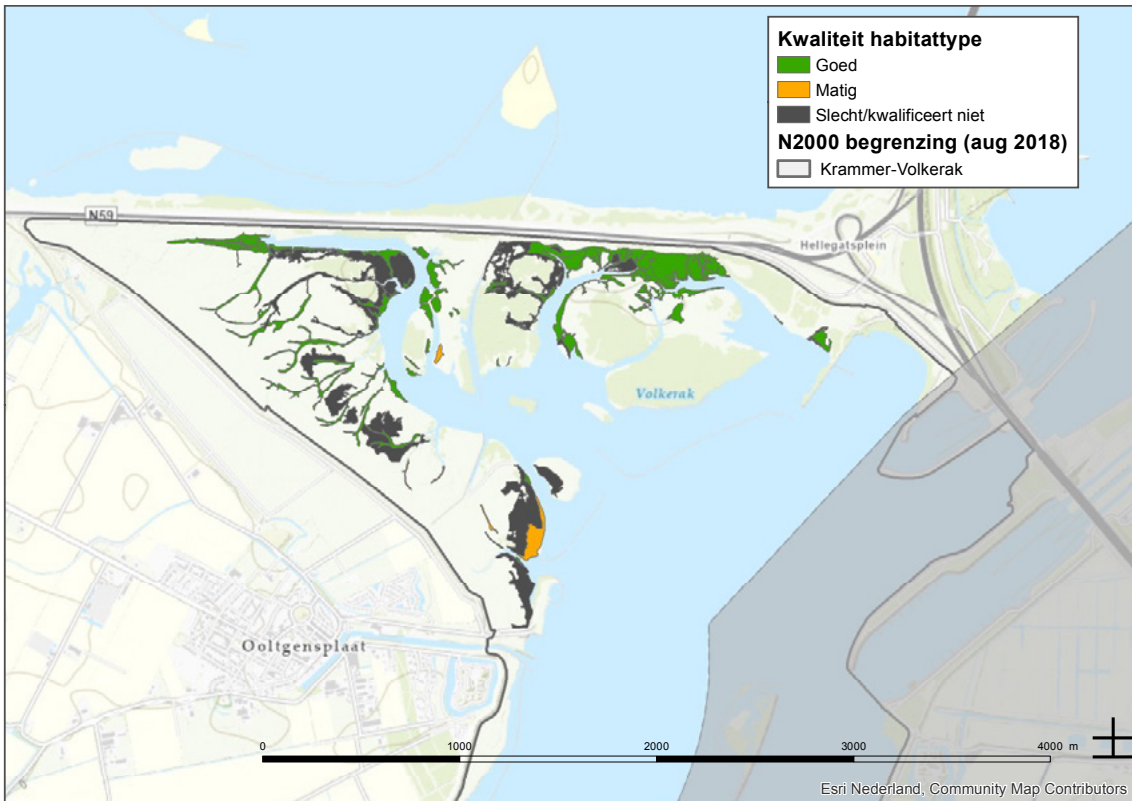 Kwaliteit habitattype
Goed
Matig
Slecht/kwalificeert niet
N2000 begrenzing (aug 2018)
Krammer-Volkerak
N59
Hellegatsplein
Volkerak
Ooltgensplaat
0 1000 2000 3000 4000 m
Esri Nederland, Community Map Contributors